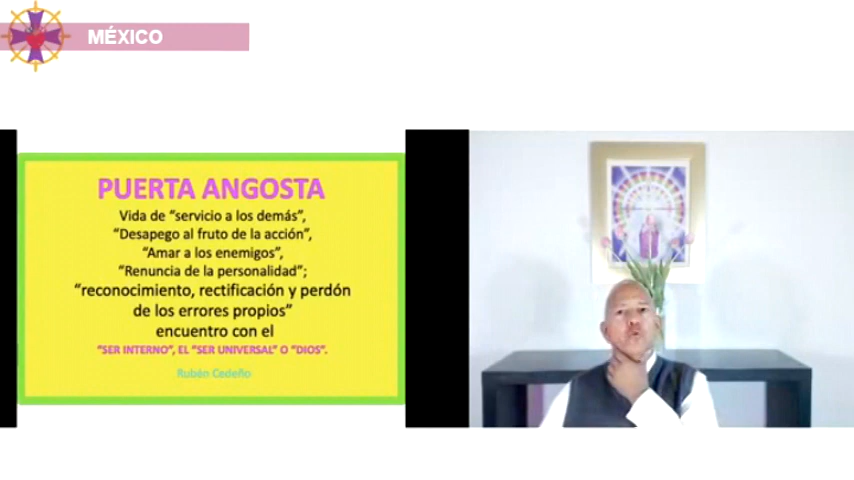 MÉXICO
PUERTA ANGOSTA
Vida de “servicio a los demás”,
“Desapego al fruto de la acción”,
“Amar a los enemigos”,
“Renuncia de la personalidad”;
“reconocimiento, rectificación y perdón
de los errores propios”
encuentro con el
“SER INTERNO”, EL “SER UNIVERSAL” O “DIOS”.
Rubén Cedeño